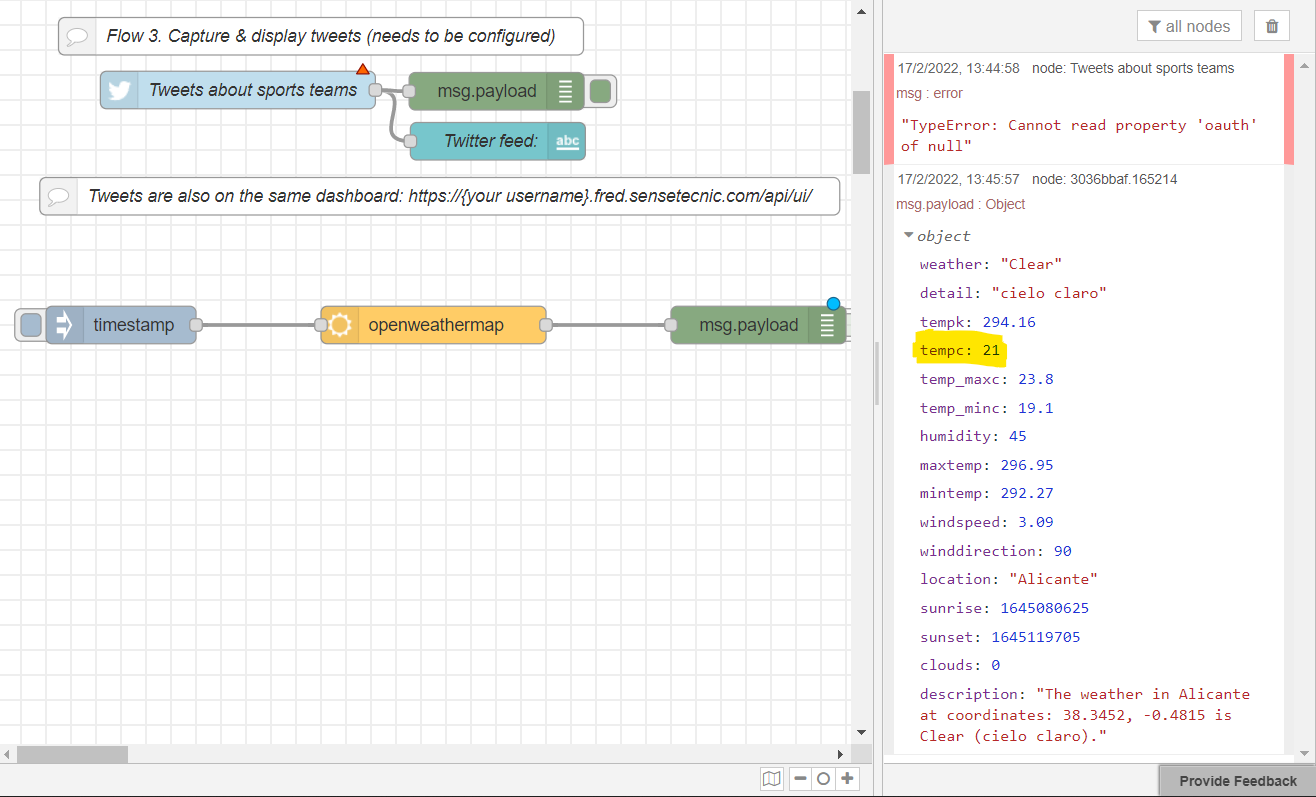 Flow 3. Capture & display tweets (needs to be configured)
Tweets about sports teams
msg.payload
Twitter feed:
abc
Tweets are also on the same dashboard: https://{your username}.fred.sensetecnic.com/api/ui/
timestamp
openweathermap
msg.payload
all nodes
17/2/2022, 13:44:58 node: Tweets about sports teams
msg : error
"TypeError: Cannot read property 'oauth'
of null"
17/2/2022, 13:45:57 node: 3036bbaf.165214
msg.payload : Object
object
weather: "Clear"
detail: "cielo claro"
tempk: 294.16
tempc: 21
temp_maxc: 23.8
temp_minc: 19.1
humidity: 45
maxtemp: 296.95
mintemp: 292.27
windspeed: 3.09
winddirection: 90
location: "Alicante"
sunrise: 1645080625
sunset: 1645119705
clouds: 0
description: "The weather in Alicante
at coordinates: 38.3452, -0.4815 is
Clear (cielo claro)."
Provide Feedback